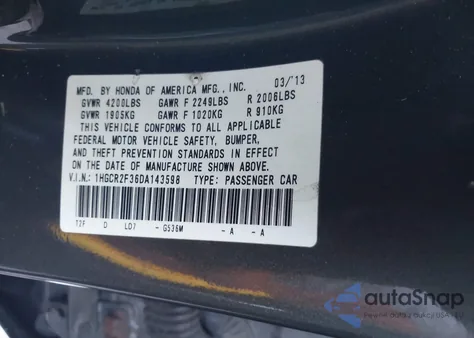 MFD. BY HONDA OF AMERICA MFG., INC. 03/'13
GVWR 4200LBS GAWR F 2249LBS R 2006LBS
GVWR 1905KG GAWR F 1020KG R 910KG
THIS VEHICLE CONFORMS TO ALL APPLICABLE
FEDERAL MOTOR VEHICLE SAFETY, BUMPER,
AND THEFT PREVENTION STANDARDS IN EFFECT
ON THE DATE OF MANUFACTURE SHOWN ABOVE.
V.I.N.: 1HGCR2F36DA143598 TYPE: PASSENGER CAR
D LD7 - G536M - A - A
autoSnap